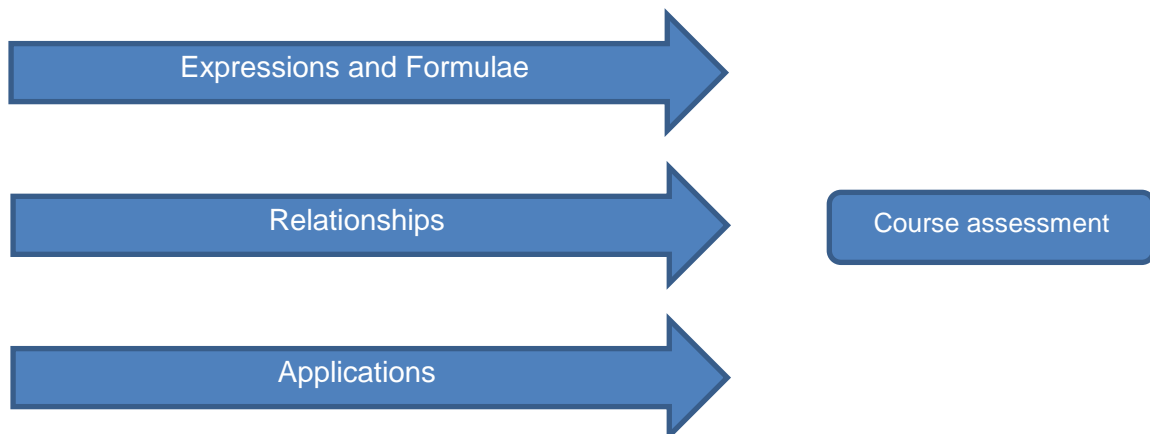 Expressions and Formulae
Relationships
Course assessment
Applications